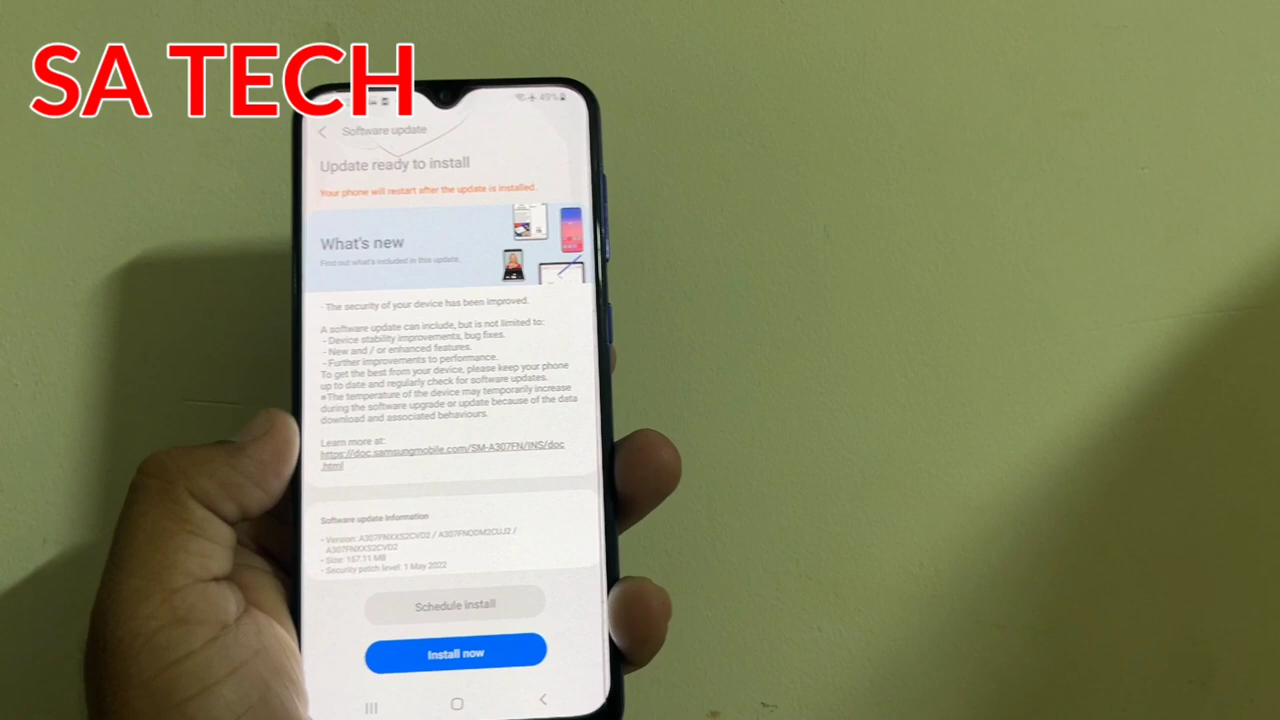 SA TECH
49%
Software update
Update ready to install
Your phone will restart after the update is installed.
What's new
Find out what's included in this update.
- The security of your device has been improved.
A software update can include, but is not limited to:
- Device stability improvements, bug fixes.
- New and / or enhanced features.
- Further improvements to performance.
To get the best from your device, please keep your phone
up to date and regularly check for software updates.
※The temperature of the device may temporarily increase
during the software upgrade or update because of the data
download and associated behaviours.
Learn more at:
https://doc.samsungmobile.com/SM-A307FN/INS/doc
.html
Software update information
• Version: A307FNXXS2CVD2 / A307FNODM2CUJ2 /
A307FNXXS2CVD2
• Size: 157.11 MB
• Security patch level: 1 May 2022
Schedule install
Install now